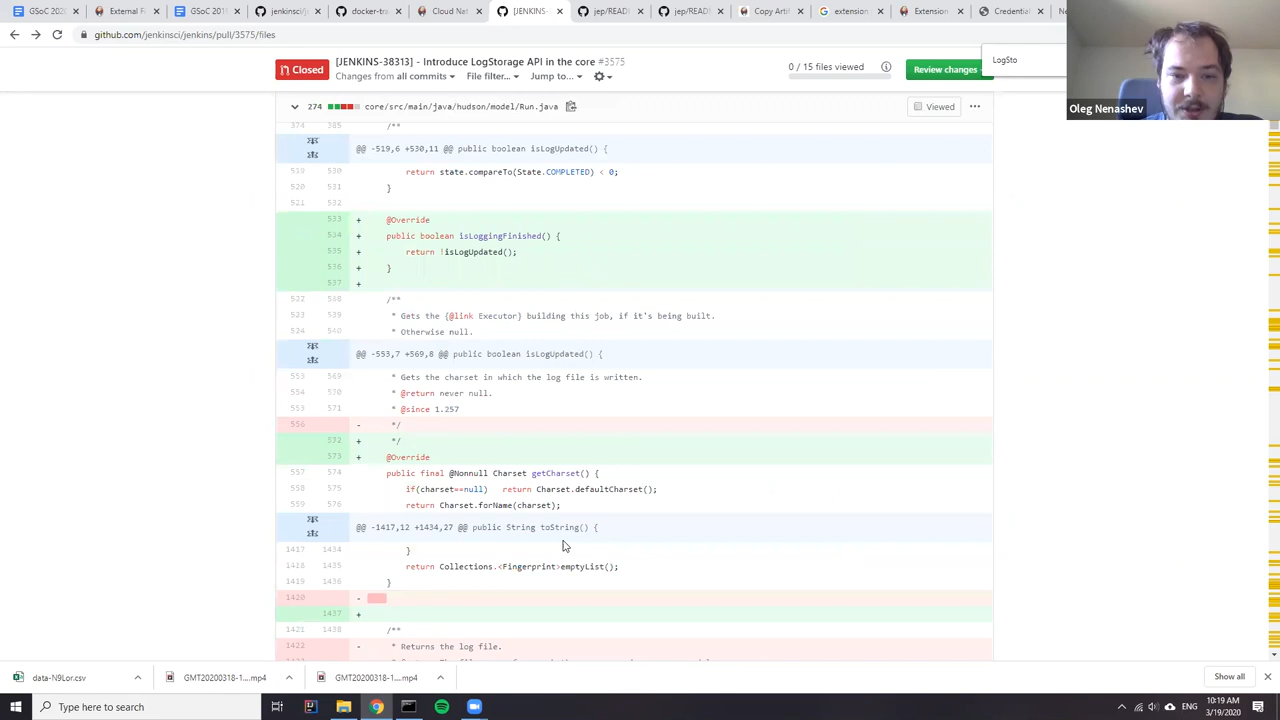 GSoC 202
GSoC 201
jenkinsci/j
docker-tra
Cloud Nat
External F
[JENKINS-
jep/READ
jep/READ
Copy Artif
extension
Extension
Credential
github.com/jenkinsci/jenkins/pull/3575/files
LogSto
Closed
[JENKINS-38313] - Introduce LogStorage API in the core #3575
Changes from all commits
File filter...
Jump to...
0 / 15 files viewed
Review changes
Oleg Nenashev
274 core/src/main/java/hudson/model/Run.java
Viewed
374 385 /**
@@ -519,6 +530,11 @@ public boolean isLogUpdated() {
519 530 return state.compareTo(State.COMPLETED) < 0;
520 531 }
521 532
533 + @Override
534 + public boolean isLoggingFinished() {
535 + return !isLogUpdated();
536 + }
537 +
522 538 /**
523 539 * Gets the {@link Executor} building this job, if it's being built.
524 540 * Otherwise null.
@@ -553,7 +569,8 @@ public boolean isLogUpdated() {
553 569 * Gets the charset in which the log file is written.
554 570 * @return never null.
555 571 * @since 1.257
556 - */
572 + */
573 + @Override
557 574 public final @Nonnull Charset getCharset() {
558 575 if(charset==null) return Charset.defaultCharset();
559 576 return Charset.forName(charset);
@@ -1417,12 +1434,27 @@ public String toString() {
1417 1434 }
1418 1435 return Collections.<Fingerprint>emptyList();
1419 1436 }
1420 -
1437 +
1421 1438 /**
1422 - * Returns the log file.
data-N9Lor.csv
GMT20200318-1....mp4
GMT20200318-1....mp4
Show all
Type here to search
ENG
10:19 AM
3/19/2020